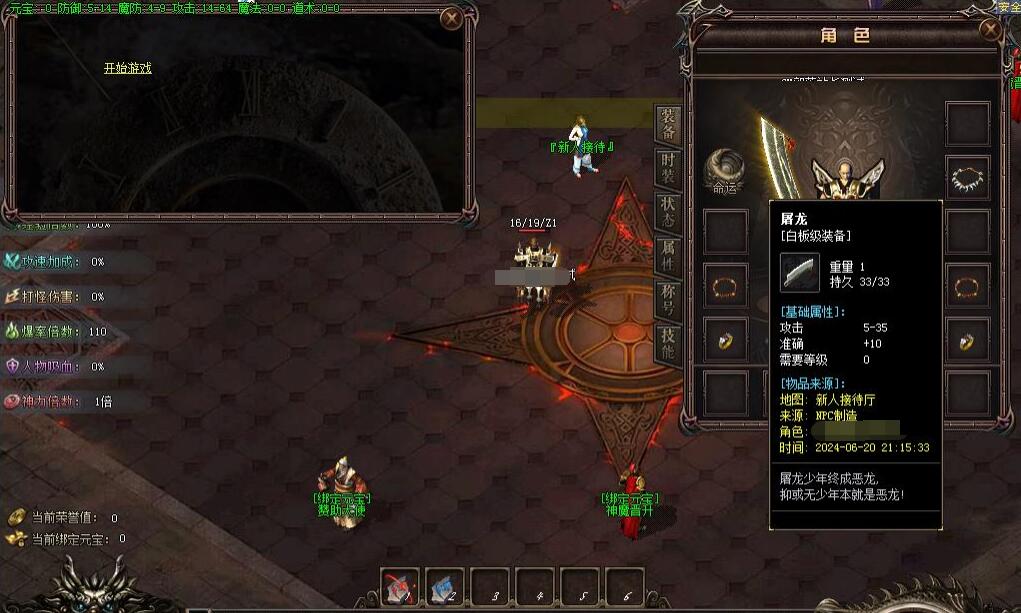 元宝: 0 防御:5-14 魔防:4-9 攻击:14-64 魔法:0-0 道术:0-0
安全
开始游戏
角 色
装备
时装
状态
属性
称号
技能
命运
『新人接待』
16/19/Z1
100%
攻速加成: 0%
打怪伤害: 0%
爆率倍数: 110
人物吸血: 0%
神力倍数: 1倍
屠龙
[白板级装备]
重量 1
持久 33/33
[基础属性]:
攻击 5-35
准确 +10
需要等级 0
[物品来源]:
地图: 新人接待厅
来源: NPC制造
角色:
时间: 2024-06-20 21:15:33
屠龙少年终成恶龙,
抑或无少年本就是恶龙!
[绑定元宝]
赞助大使
[绑定元宝]
神魔晋升
当前荣誉值: 0
当前绑定元宝: 0
1 2 3 4 5 6